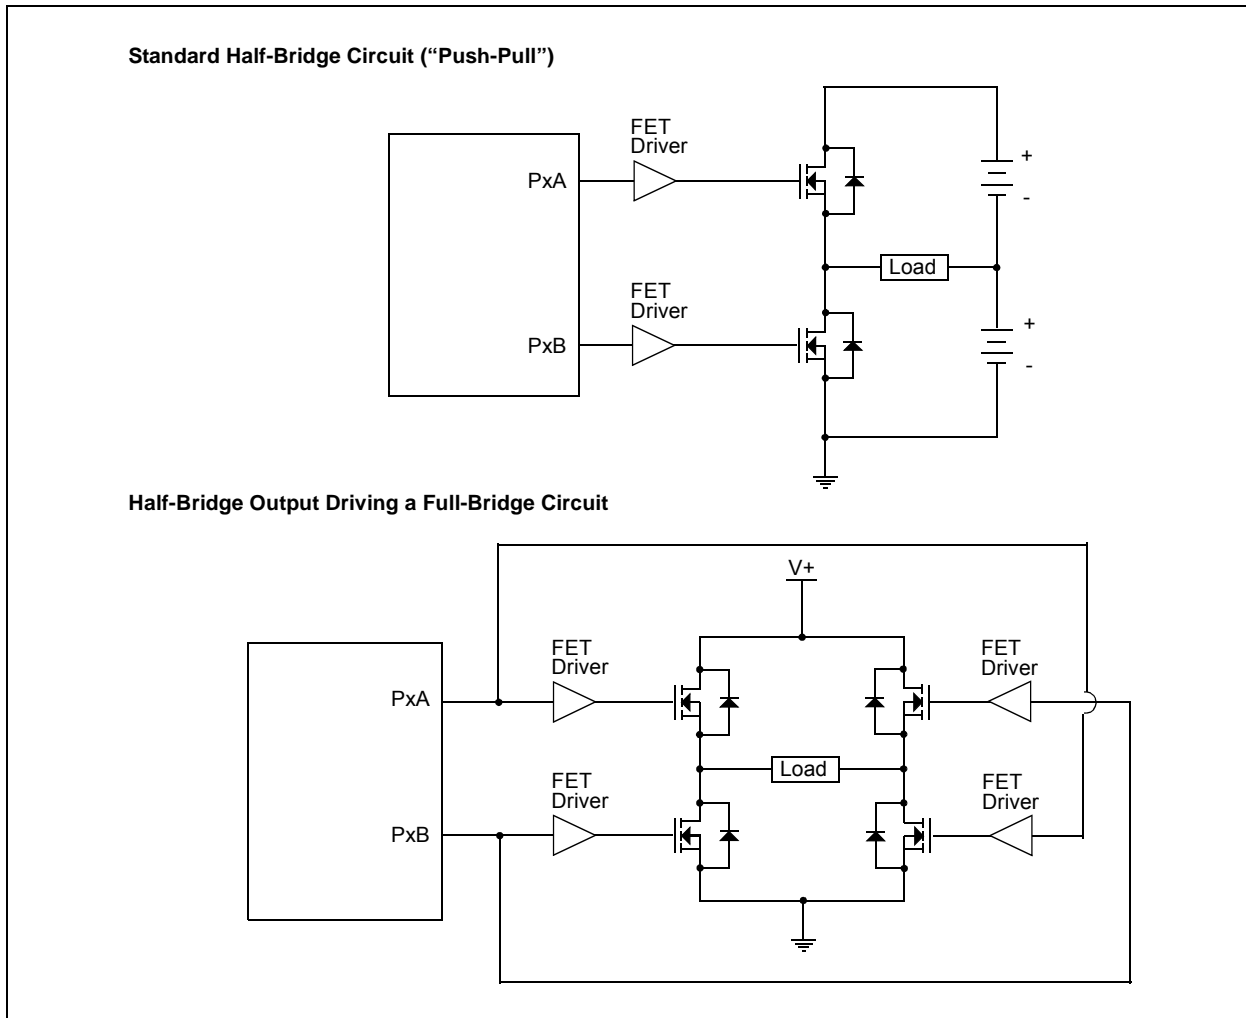 Standard Half-Bridge Circuit (“Push-Pull”)
FET
Driver
PxA
+
-
Load
FET
Driver
PxB
+
-
Half-Bridge Output Driving a Full-Bridge Circuit
V+
FET
Driver
FET
Driver
PxA
Load
FET
Driver
FET
Driver
PxB